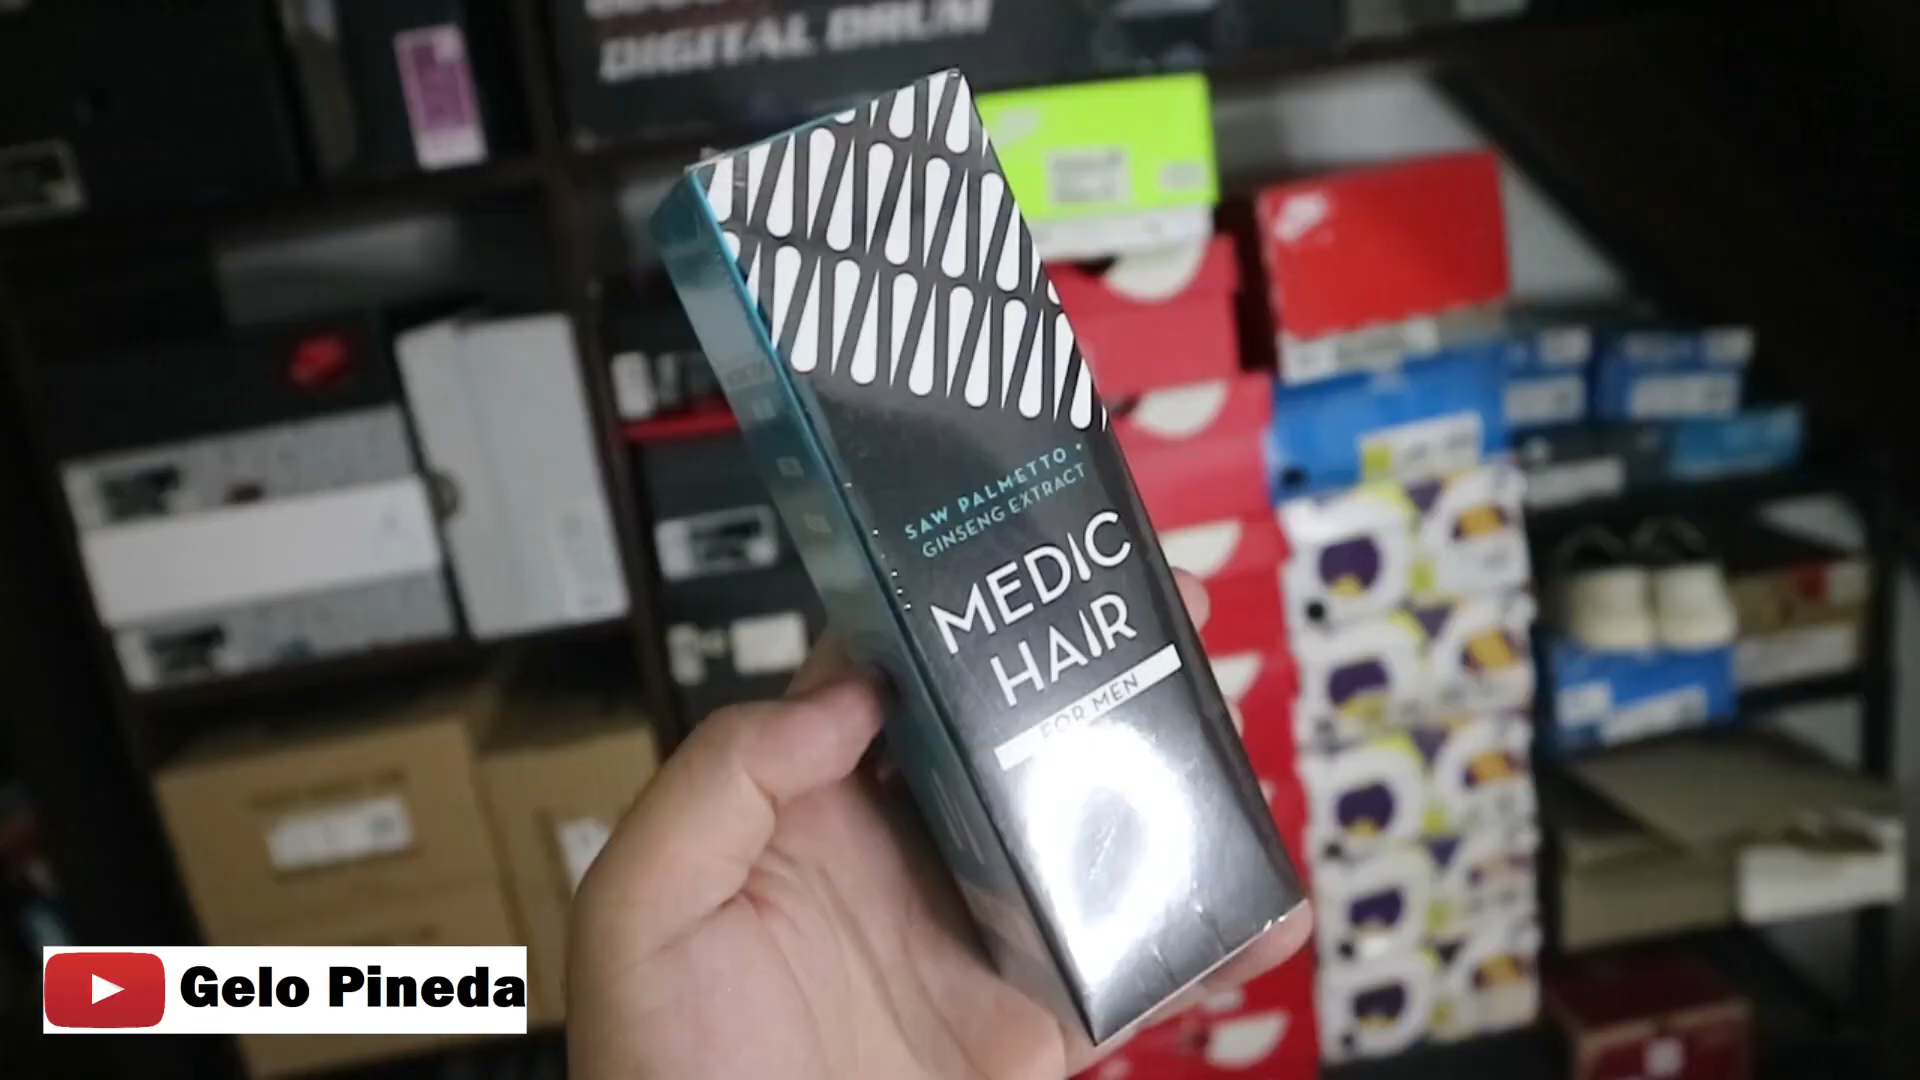 DIGITAL DRUM
SAW PALMETTO •
GINSENG EXTRACT
MEDIC
HAIR
FOR MEN
Gelo Pineda